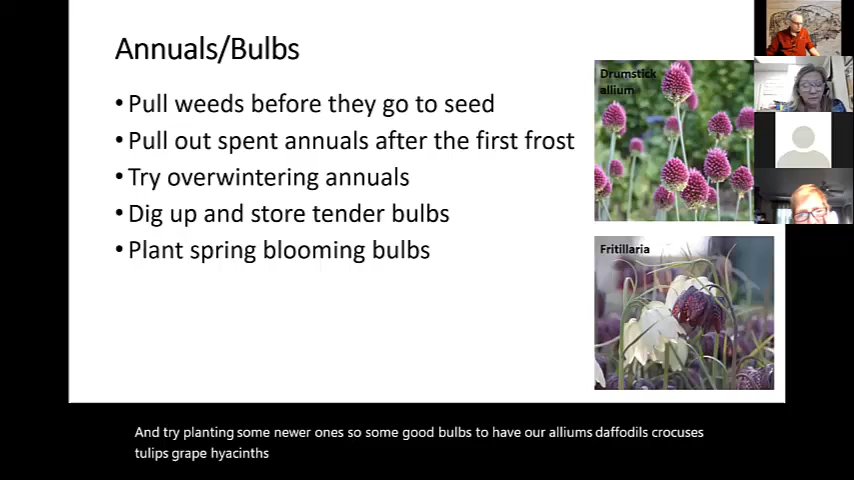 Annuals/Bulbs
• Pull weeds before they go to seed
• Pull out spent annuals after the first frost
• Try overwintering annuals
• Dig up and store tender bulbs
• Plant spring blooming bulbs
Drumstick
allium
Fritillaria
And try planting some newer ones so some good bulbs to have our alliums daffodils crocuses
tulips grape hyacinths